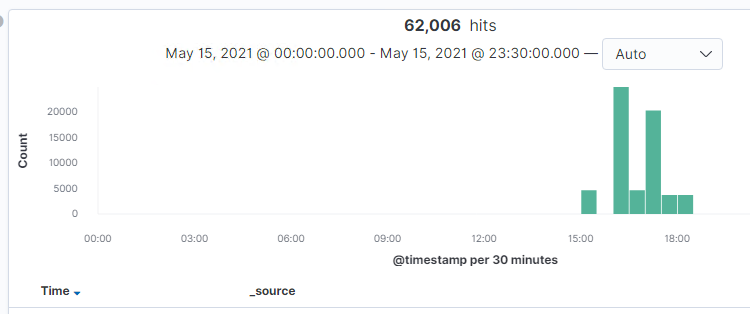 62,006 hits
May 15, 2021 @ 00:00:00.000 - May 15, 2021 @ 23:30:00.000 — Auto
Count
20000
15000
10000
5000
0
00:00 03:00 06:00 09:00 12:00 15:00 18:00
@timestamp per 30 minutes
Time _source